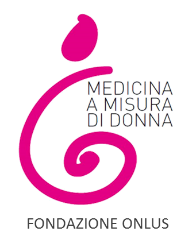 MEDICINA
A MISURA
DI DONNA
FONDAZIONE ONLUS